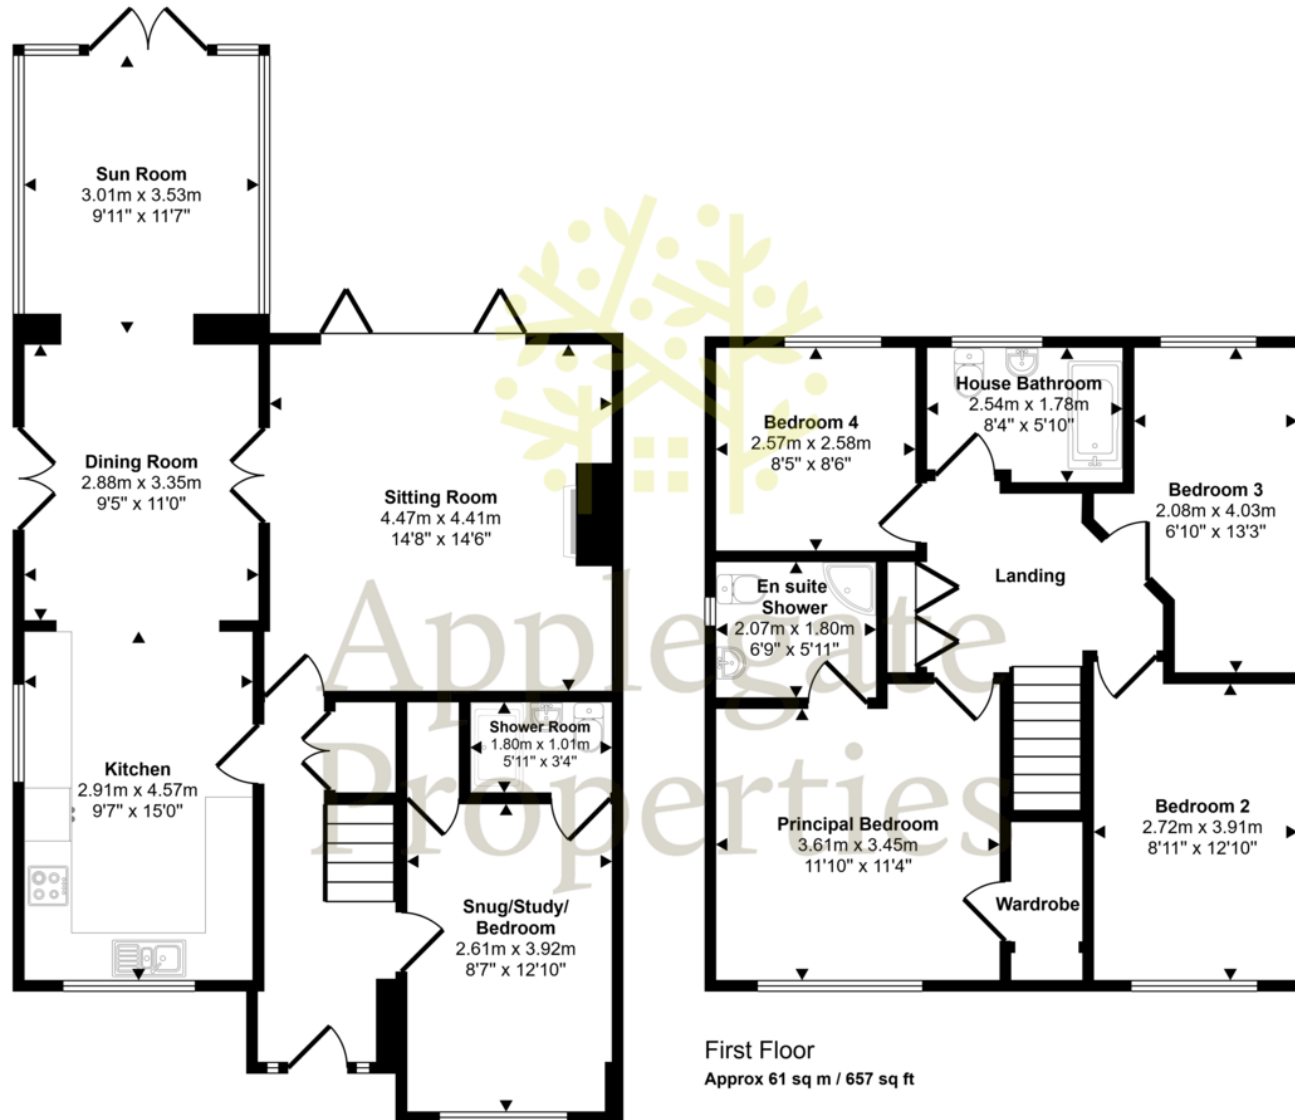 Sun Room
3.01m x 3.53m
9'11" x 11'7"
Dining Room
2.88m x 3.35m
9'5" x 11'0"
Sitting Room
4.47m x 4.41m
14'8" x 14'6"
Kitchen
2.91m x 4.57m
9'7" x 15'0"
Shower Room
1.80m x 1.01m
5'11" x 3'4"
Snug/Study/
Bedroom
2.61m x 3.92m
8'7" x 12'10"
Bedroom 4
2.57m x 2.58m
8'5" x 8'6"
House Bathroom
2.54m x 1.78m
8'4" x 5'10"
Bedroom 3
2.08m x 4.03m
6'10" x 13'3"
En suite
Shower
2.07m x 1.80m
6'9" x 5'11"
Landing
Principal Bedroom
3.61m x 3.45m
11'10" x 11'4"
Wardrobe
Bedroom 2
2.72m x 3.91m
8'11" x 12'10"
First Floor
Approx 61 sq m / 657 sq ft
Applegate
Properties